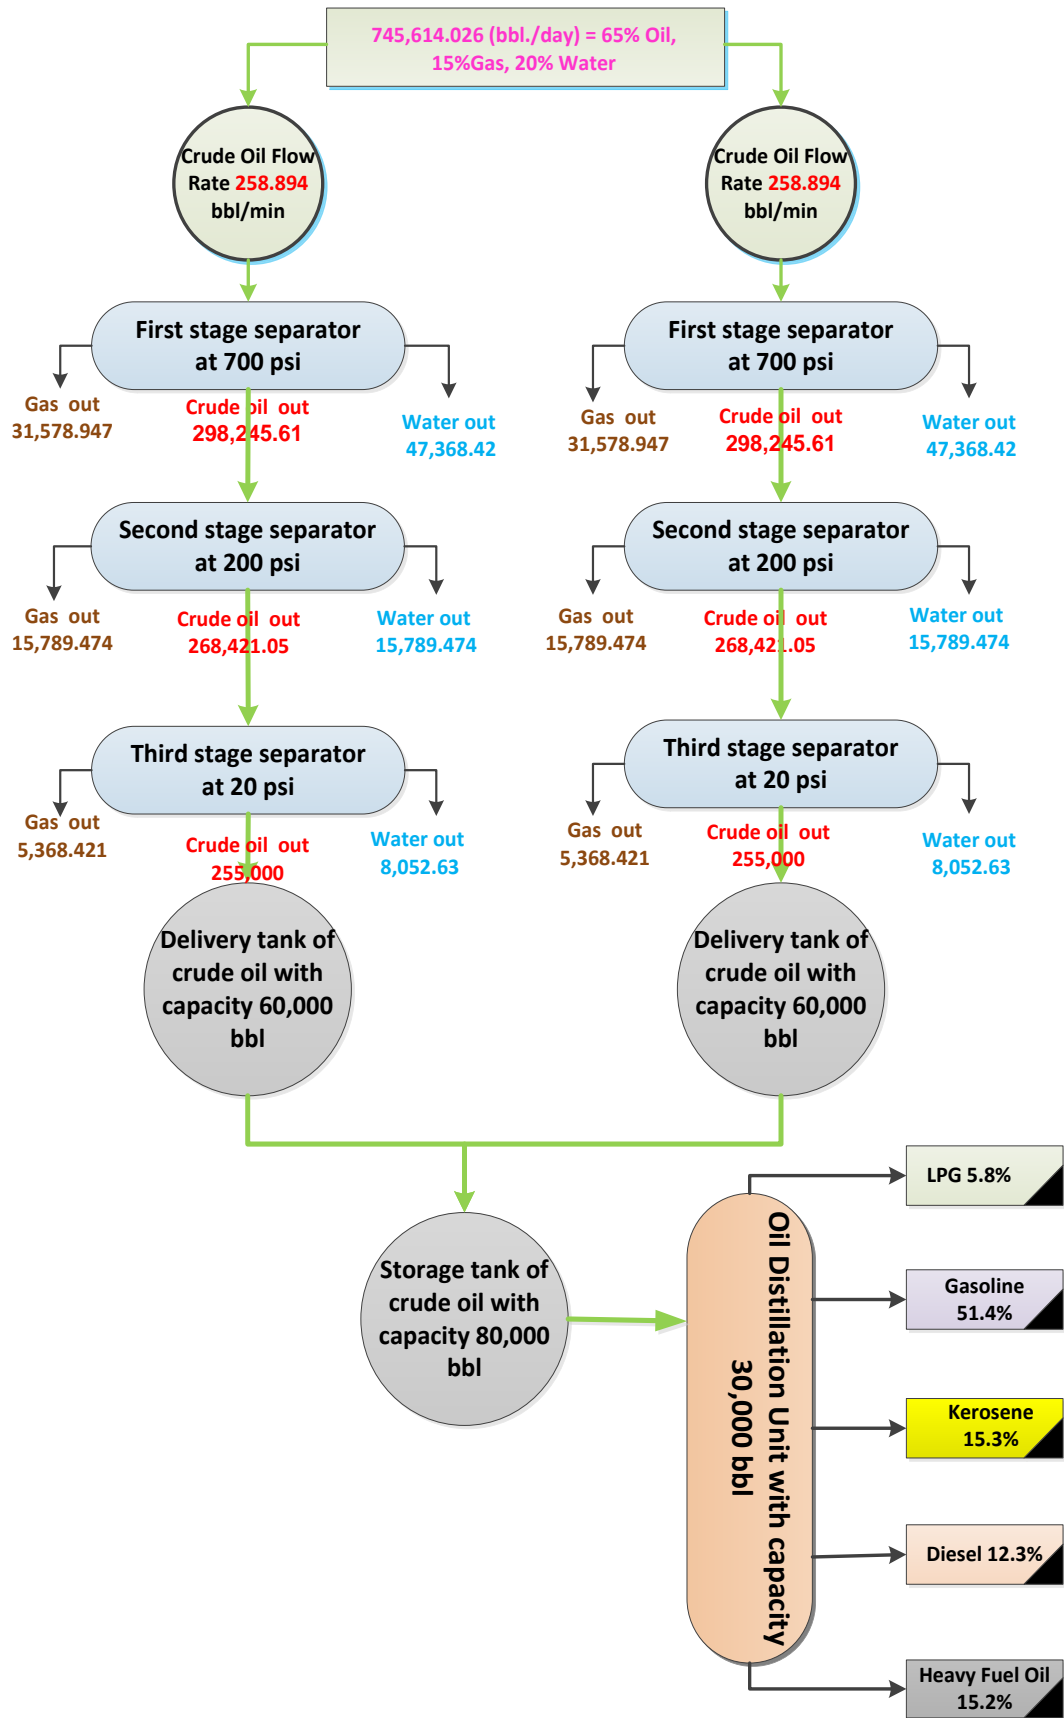 745,614.026 (bbl./day) = 65% Oil,
15%Gas, 20% Water
Crude Oil Flow
Rate 258.894
bbl/min
Crude Oil Flow
Rate 258.894
bbl/min
First stage separator
at 700 psi
First stage separator
at 700 psi
Gas out
31,578.947
Crude oil out
298,245.61
Water out
47,368.42
Gas out
31,578.947
Crude oil out
298,245.61
Water out
47,368.42
Second stage separator
at 200 psi
Second stage separator
at 200 psi
Gas out
15,789.474
Crude oil out
268,421.05
Water out
15,789.474
Gas out
15,789.474
Crude oil out
268,421.05
Water out
15,789.474
Third stage separator
at 20 psi
Third stage separator
at 20 psi
Gas out
5,368.421
Crude oil out
255,000
Water out
8,052.63
Gas out
5,368.421
Crude oil out
255,000
Water out
8,052.63
Delivery tank of
crude oil with
capacity 60,000
bbl
Delivery tank of
crude oil with
capacity 60,000
bbl
Storage tank of
crude oil with
capacity 80,000
bbl
Oil Distillation Unit with capacity
30,000 bbl
LPG 5.8%
Gasoline
51.4%
Kerosene
15.3%
Diesel 12.3%
Heavy Fuel Oil
15.2%